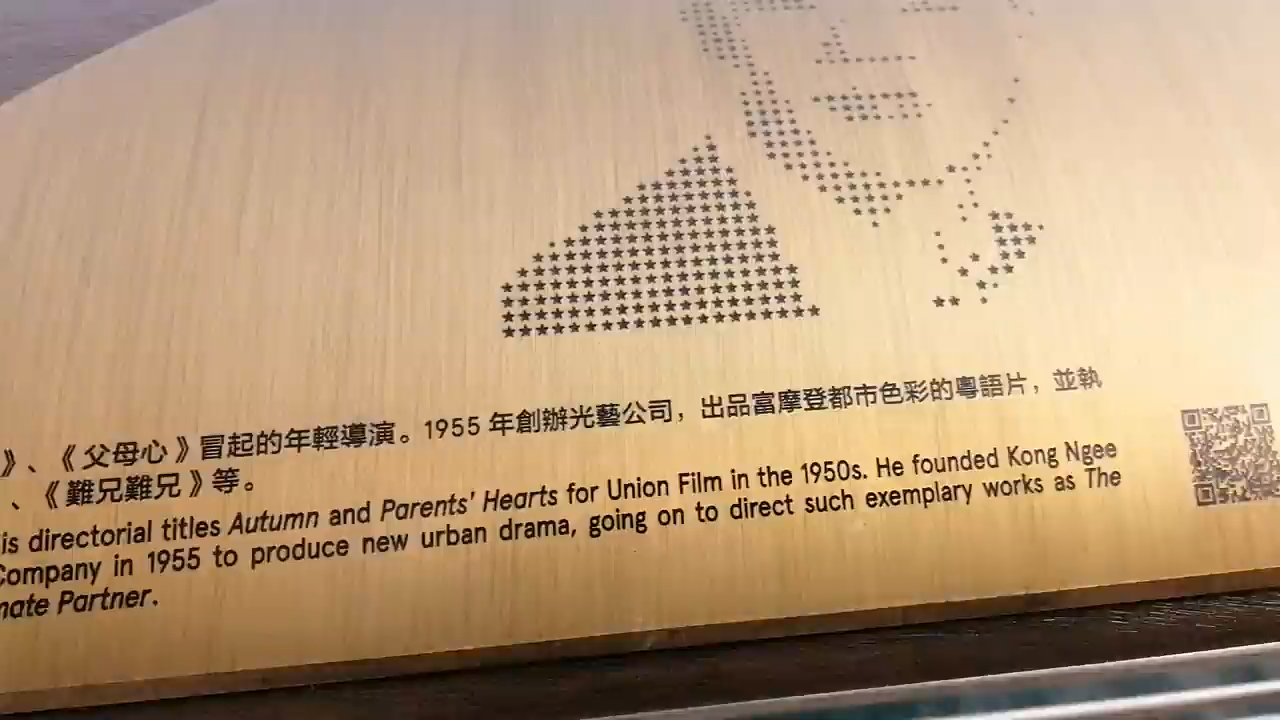 》、《父母心》冒起的年輕導演。1955 年創辦光藝公司，出品富摩登都市色彩的粵語片，並執
、《難兄難兄》等。
is directorial titles Autumn and Parents' Hearts for Union Film in the 1950s. He founded Kong Ngee
Company in 1955 to produce new urban drama, going on to direct such exemplary works as The
mate Partner.